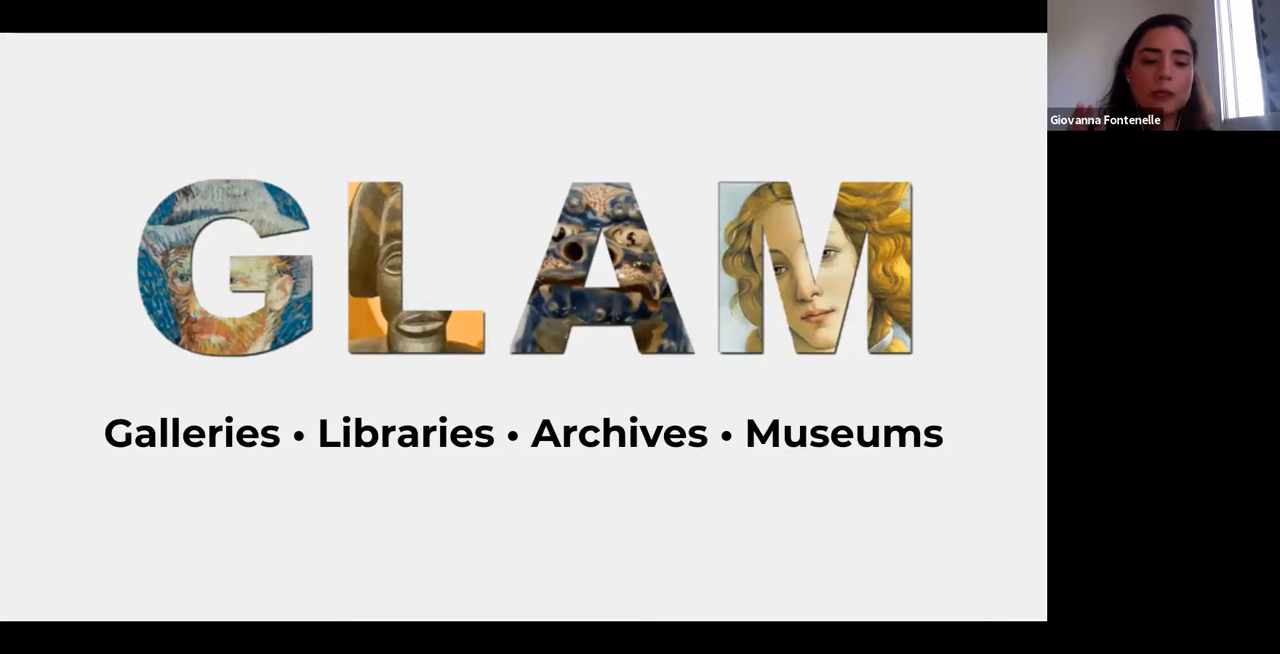 GLAM
Galleries • Libraries • Archives • Museums
Giovanna Fontenelle